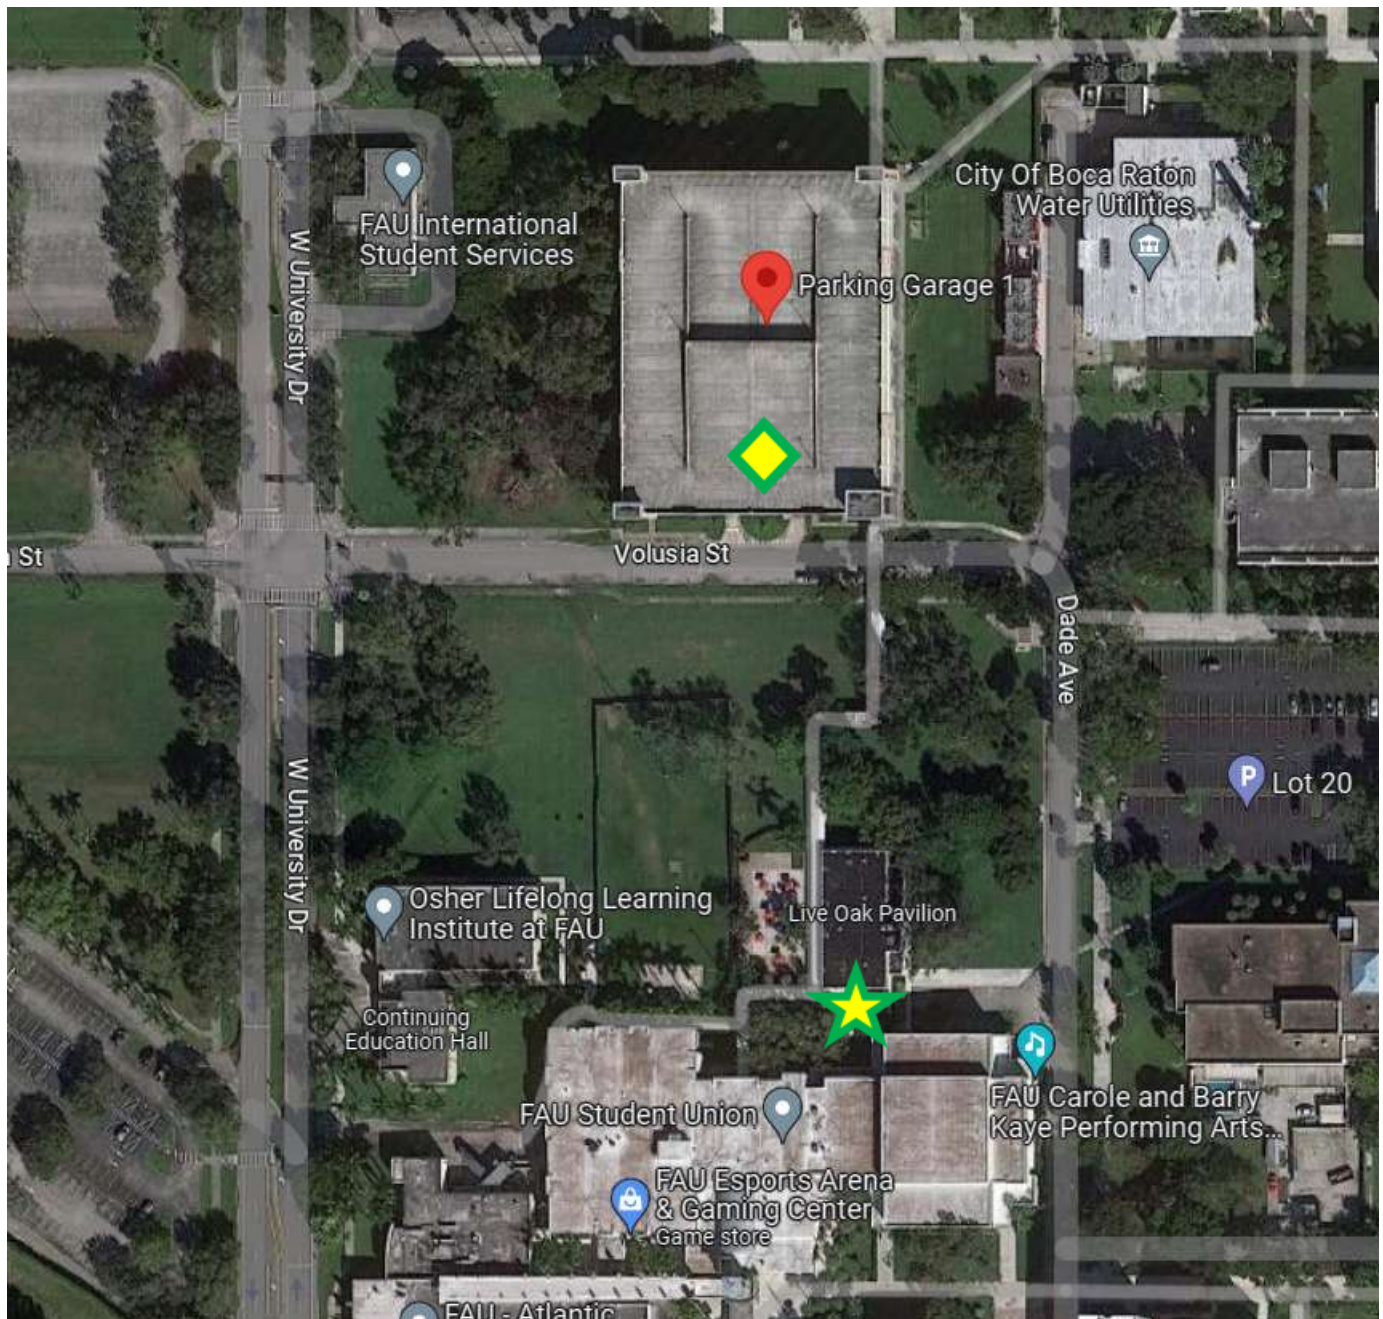 FAU International
Student Services
City Of Boca Raton
Water Utilities
W University Dr
Parking Garage 1
St
Volusia St
Dade Ave
P
Lot 20
W University Dr
Osher Lifelong Learning
Institute at FAU
Live Oak Pavilion
Continuing
Education Hall
FAU Student Union
FAU Carole and Barry
Kaye Performing Arts...
FAU Esports Arena
& Gaming Center
Game store
FAU - Atlantic